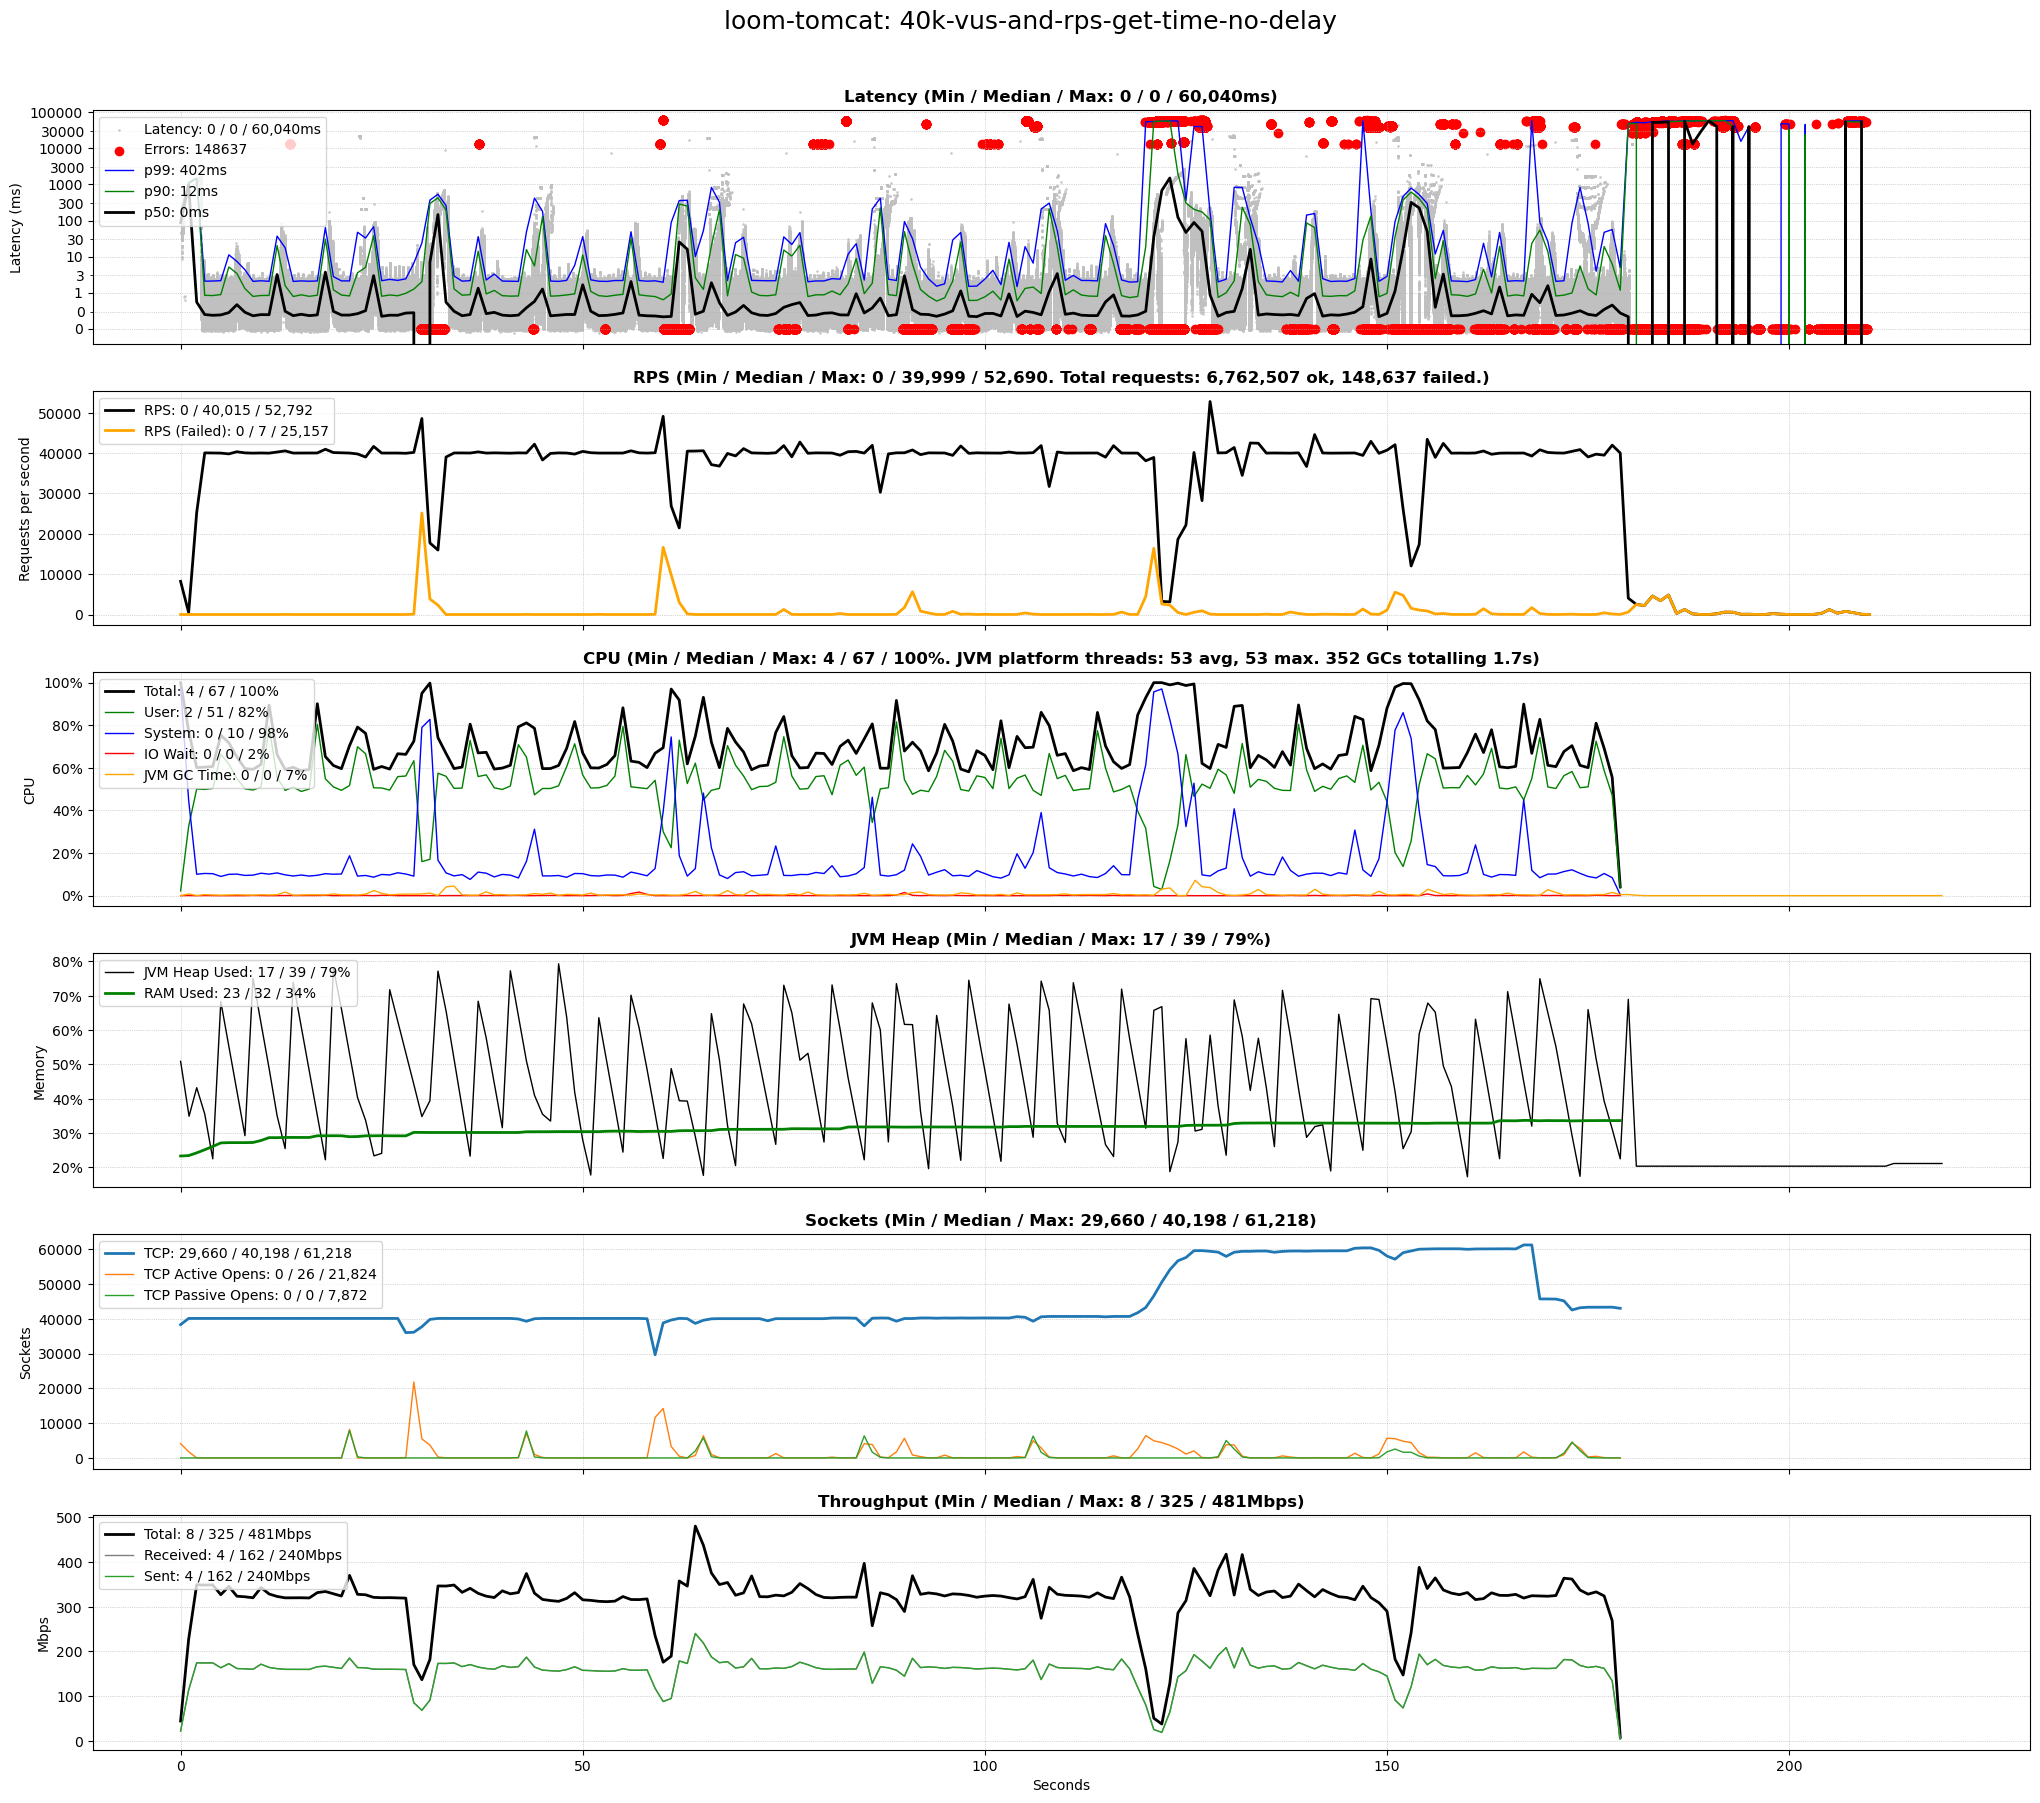 loom-tomcat: 40k-vus-and-rps-get-time-no-delay
Latency (Min / Median / Max: 0 / 0 / 60,040ms)
Latency (ms)
100000
30000
10000
3000
1000
300
100
30
10
3
1
0
0
Latency: 0 / 0 / 60,040ms
Errors: 148637
p99: 402ms
p90: 12ms
p50: 0ms
RPS (Min / Median / Max: 0 / 39,999 / 52,690. Total requests: 6,762,507 ok, 148,637 failed.)
Requests per second
50000
40000
30000
20000
10000
0
RPS: 0 / 40,015 / 52,792
RPS (Failed): 0 / 7 / 25,157
CPU (Min / Median / Max: 4 / 67 / 100%. JVM platform threads: 53 avg, 53 max. 352 GCs totalling 1.7s)
CPU
100%
80%
60%
40%
20%
0%
Total: 4 / 67 / 100%
User: 2 / 51 / 82%
System: 0 / 10 / 98%
IO Wait: 0 / 0 / 2%
JVM GC Time: 0 / 0 / 7%
JVM Heap (Min / Median / Max: 17 / 39 / 79%)
Memory
80%
70%
60%
50%
40%
30%
20%
JVM Heap Used: 17 / 39 / 79%
RAM Used: 23 / 32 / 34%
Sockets (Min / Median / Max: 29,660 / 40,198 / 61,218)
Sockets
60000
50000
40000
30000
20000
10000
0
TCP: 29,660 / 40,198 / 61,218
TCP Active Opens: 0 / 26 / 21,824
TCP Passive Opens: 0 / 0 / 7,872
Throughput (Min / Median / Max: 8 / 325 / 481Mbps)
Mbps
500
400
300
200
100
0
Total: 8 / 325 / 481Mbps
Received: 4 / 162 / 240Mbps
Sent: 4 / 162 / 240Mbps
0 50 100 150 200
Seconds